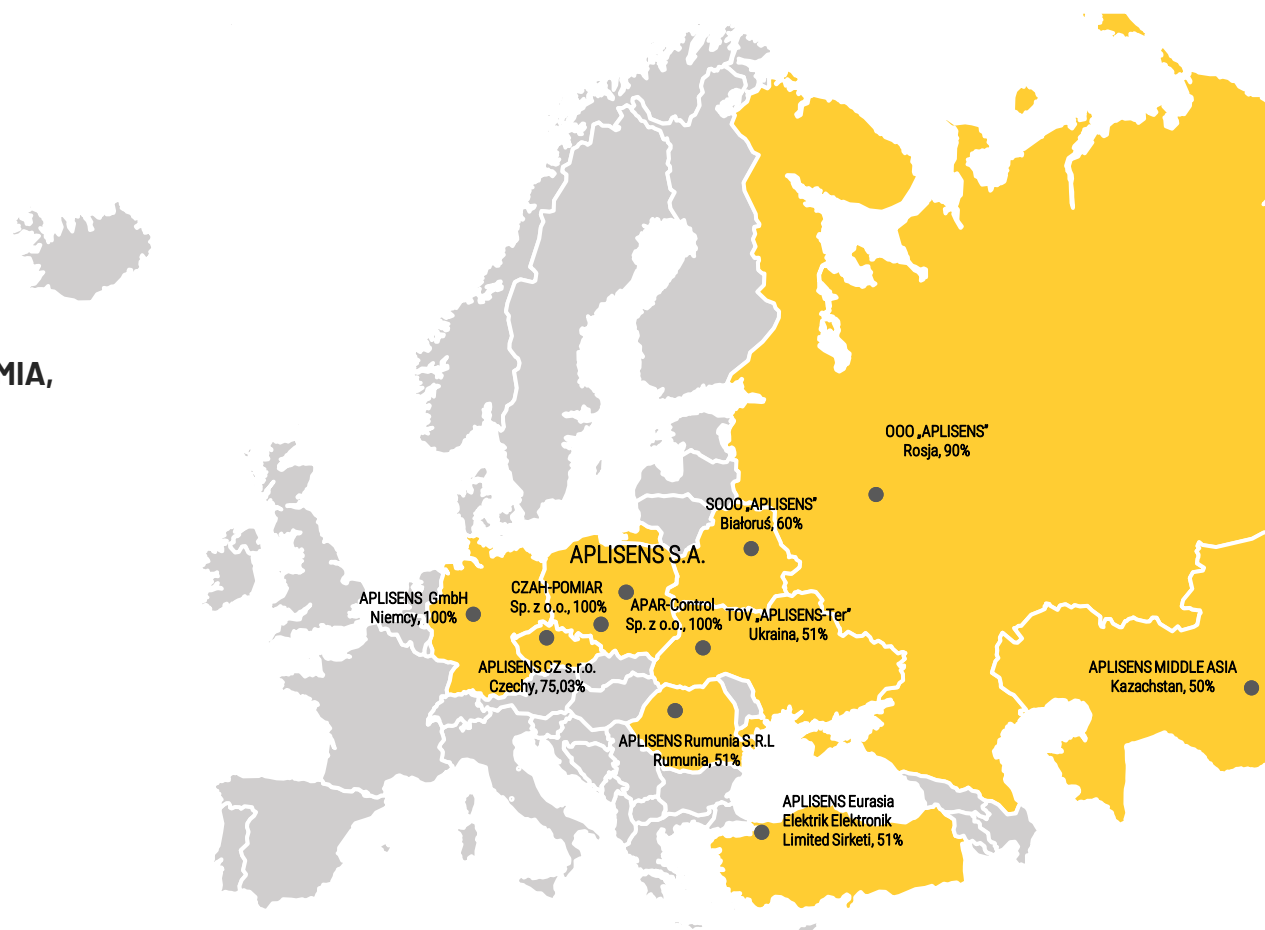 MIA,
OOO „APLISENS”
Rosja, 90%
SOOO „APLISENS”
Białoruś, 60%
APLISENS S.A.
APLISENS GmbH
Niemcy, 100%
CZAH-POMIAR
Sp. z o.o., 100%
APAR-Control
Sp. z o.o., 100%
TOV „APLISENS-Ter”
Ukraina, 51%
APLISENS CZ s.r.o.
Czechy, 75,03%
APLISENS MIDDLE ASIA
Kazachstan, 50%
APLISENS Rumunia S.R.L
Rumunia, 51%
APLISENS Eurasia
Elektrik Elektronik
Limited Sirketi, 51%